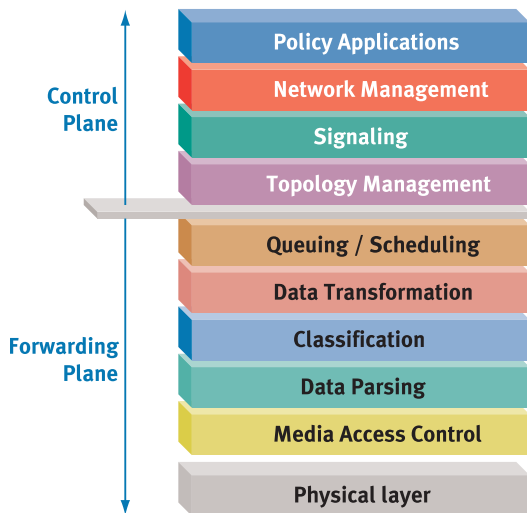 Policy Applications
Network Management
Control
Plane
Signaling
Topology Management
Queuing / Scheduling
Data Transformation
Forwarding
Plane
Classification
Data Parsing
Media Access Control
Physical layer